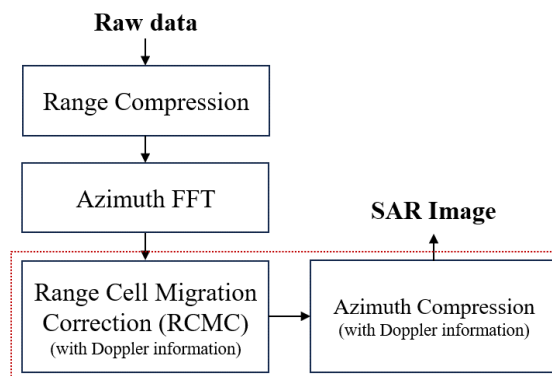 Raw data
Range Compression
Azimuth FFT
SAR Image
Range Cell Migration
Correction (RCMC)
(with Doppler information)
Azimuth Compression
(with Doppler information)